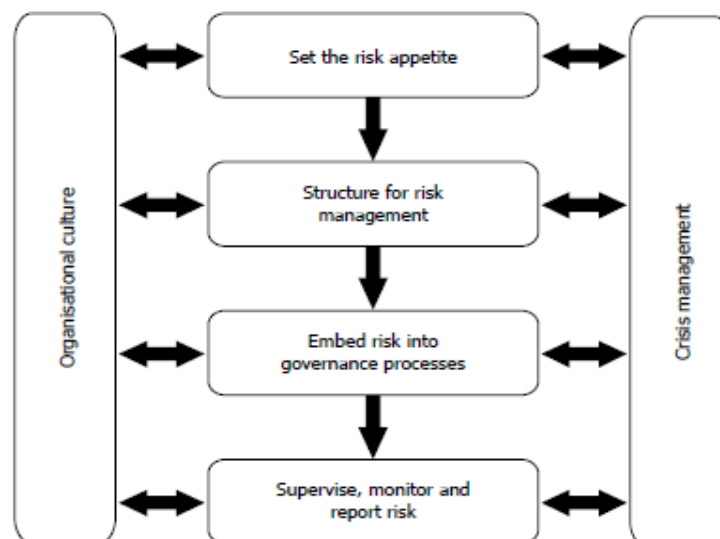 Organisational culture
Set the risk appetite
Structure for risk
management
Embed risk into
governance processes
Supervise, monitor and
report risk
Crisis management